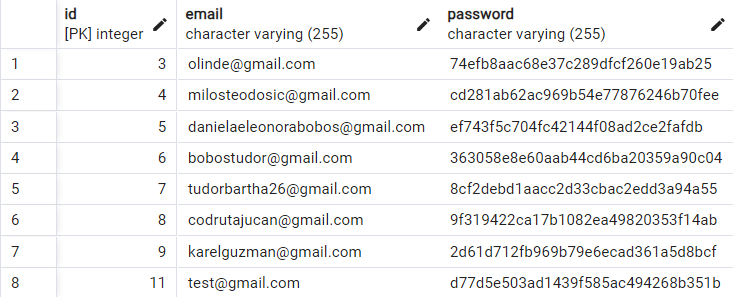 id email password
[PK] integer character varying (255) character varying (255)
1 3 olinde@gmail.com 74efb8aac68e37c289dfcf260e19ab25
2 4 milosteodosic@gmail.com cd281ab62ac969b54e77876246b70fee
3 5 danielaeleonorabobos@gmail.com ef743f5c704fc42144f08ad2ce2fafdb
4 6 bobostudor@gmail.com 363058e8e60aab44cd6ba20359a90c04
5 7 tudorbartha26@gmail.com 8cf2debd1aacc2d33cbac2edd3a94a55
6 8 codrutajucan@gmail.com 9f319422ca17b1082ea49820353f14ab
7 9 karelguzman@gmail.com 2d61d712fb969b79e6ecad361a5d8bcf
8 11 test@gmail.com d77d5e503ad1439f585ac494268b351b